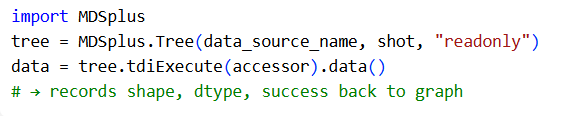 import MDSplus
tree = MDSplus.Tree(data_source_name, shot, "readonly")
data = tree.tdiExecute(accessor).data()
# → records shape, dtype, success back to graph